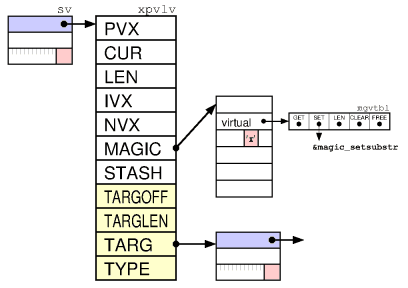 sv
xpvlv
PVX
CUR
LEN
IVX
NVX
MAGIC
STASH
TARGOFF
TARGLEN
TARG
TYPE
virtual
'r'
mgvtbl
GET SET LEN CLEAR FREE
&magic_setsubstr